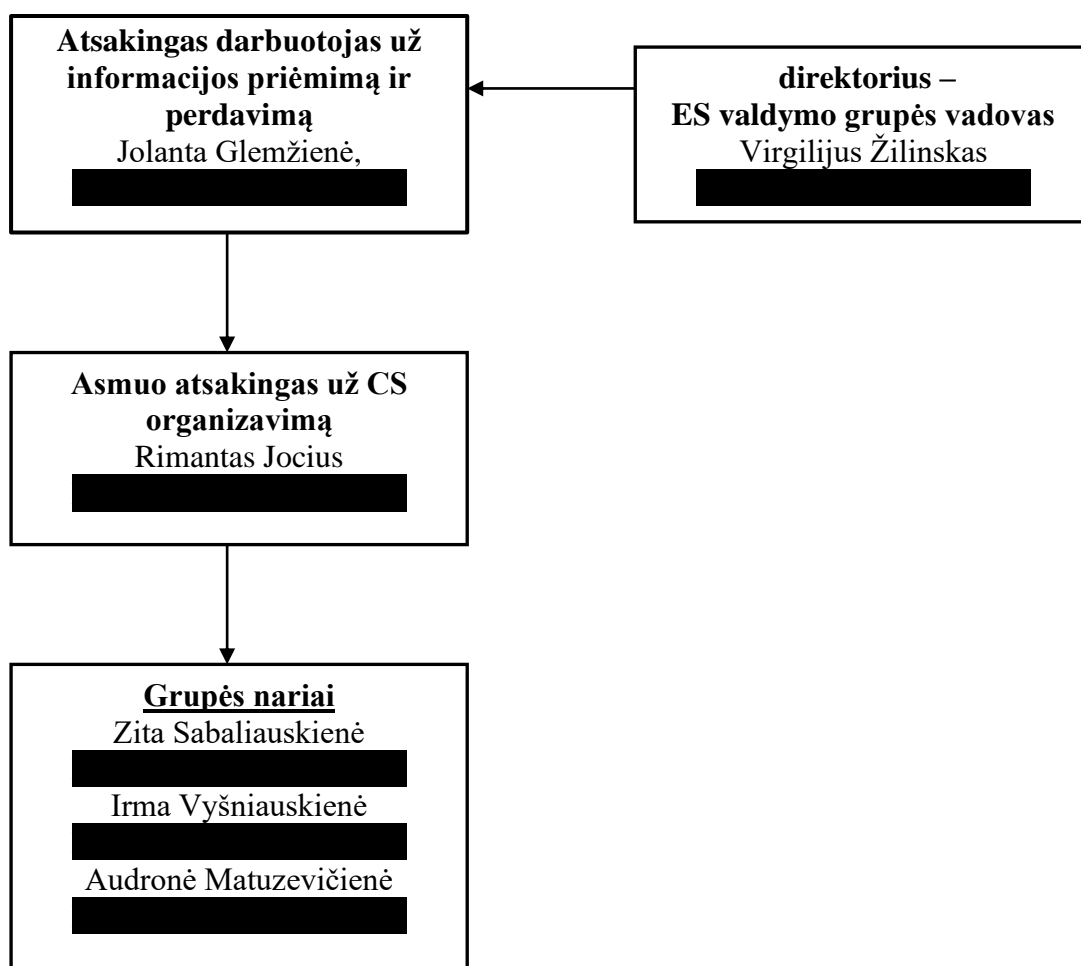 Atsakingas darbuotojas už
informacijos priėmimą ir
perdavimą
Jolanta Glemžienė,
direktorius –
ES valdymo grupės vadovas
Virgilijus Žilinskas
Asmuo atsakingas už CS
organizavimą
Rimantas Jocius
Grupės nariai
Zita Sabaliauskienė
Irma Vyšniauskienė
Audronė Matuzevičienė